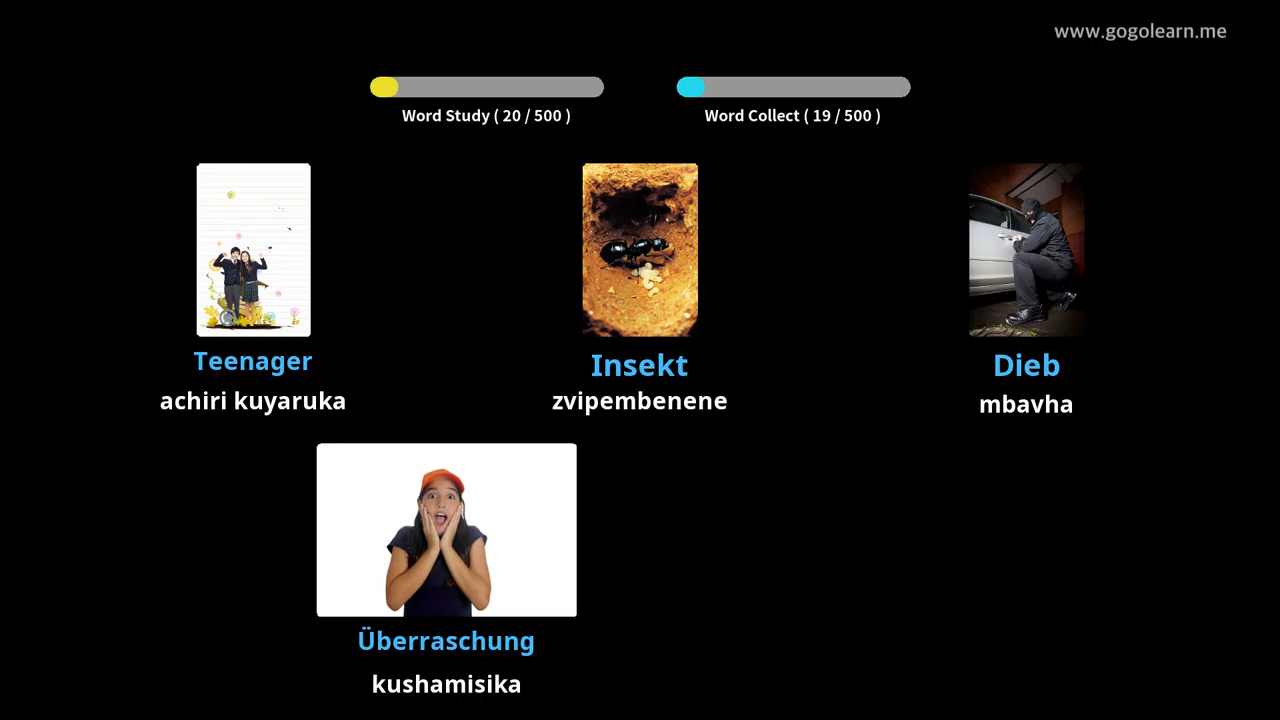 www.gogolearn.me
Word Study ( 20 / 500 )
Word Collect ( 19 / 500 )
Teenager
achiri kuyaruka
Insekt
zvipembenene
Dieb
mbavha
Überraschung
kushamisika